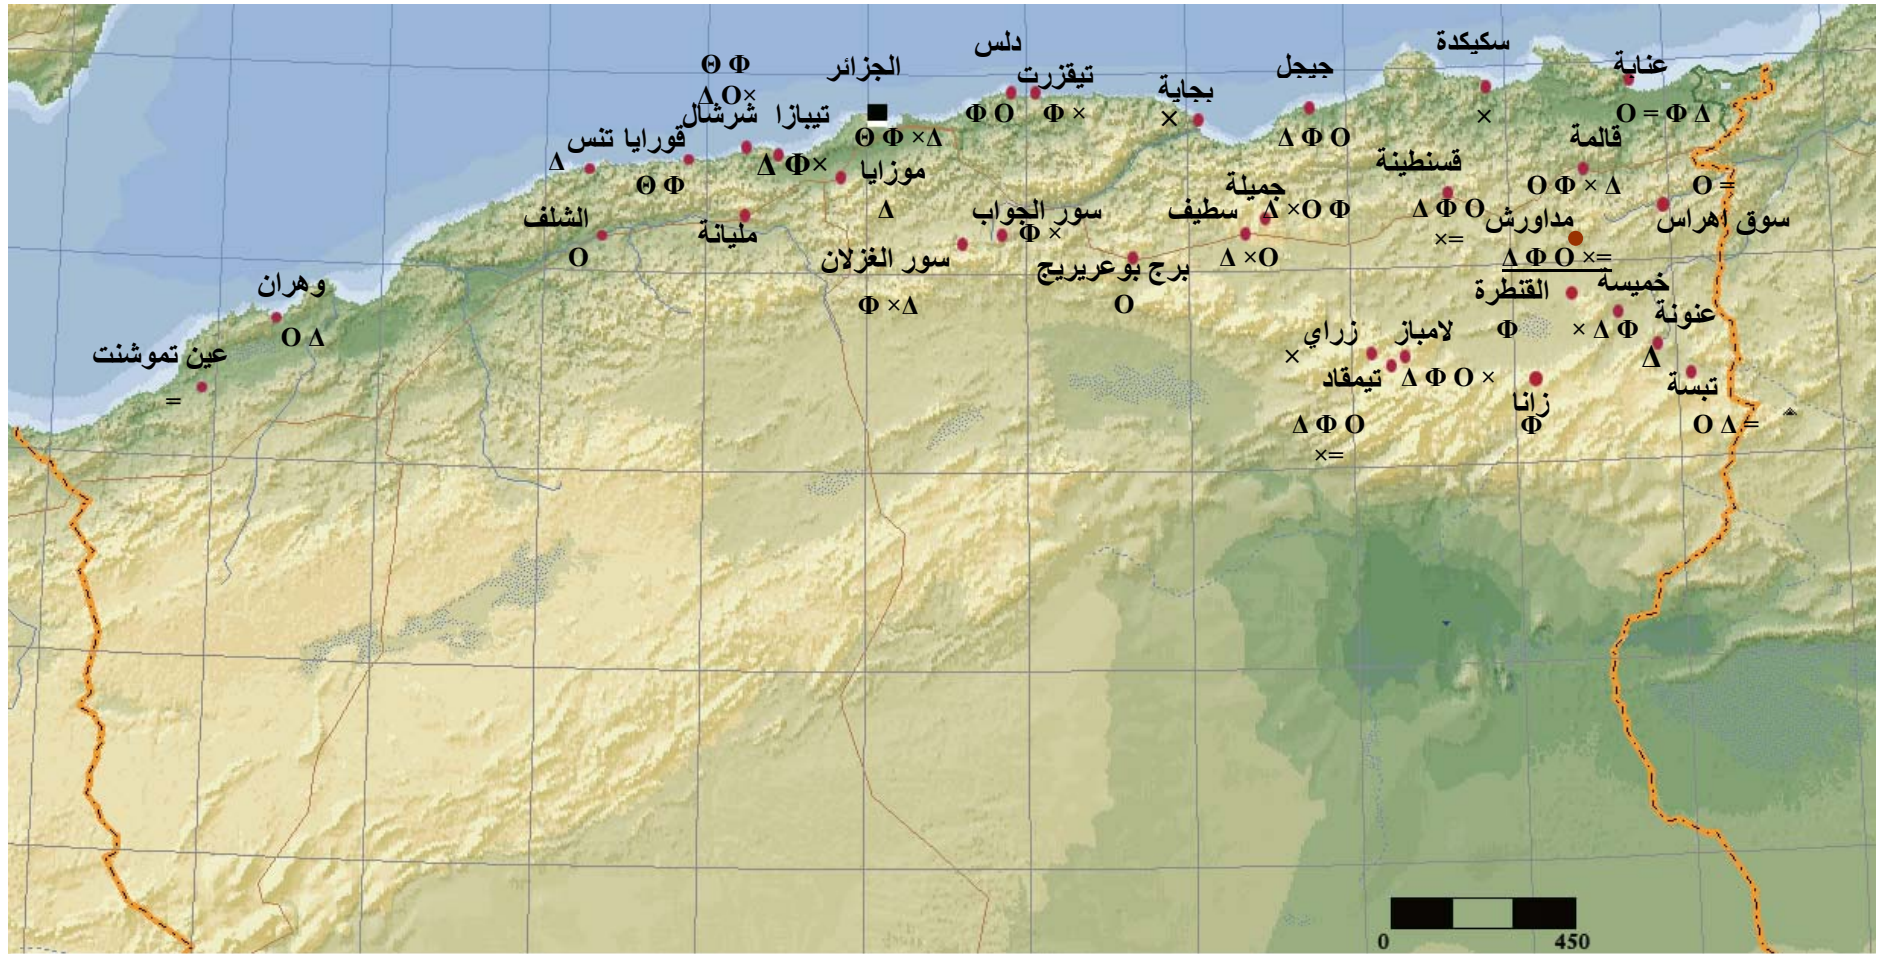 سكيكدة
دلس
Θ Φ
الجزائر
تيقزرت
جيجل
عنابة
Δ O×
بجاية
شرشال
تيبازا
Φ O
Φ ×
×
×
O = Φ Δ
تنس
قورايا
Θ Φ ×Δ
Δ Φ O
قالمة
Δ
Δ Φ×
موزايا
قسنطينة
Θ Φ
جميلة
O Φ × Δ
O =
الشلف
مليانة
Δ
سور الجواب
سطيف
Δ ×O Φ
Δ Φ O
مداورش
سوق اهراس
Φ ×
×=
O
سور الغزلان
برج بوعريريج
Δ ×O
Δ Φ O ×=
وهران
القنطرة
خميسة
Φ ×Δ
O
عنونة
O Δ
زراي
لامباز
Φ
× Δ Φ
عين تموشنت
×
Δ
=
تيمقاد
Δ Φ O ×
زانا
تبسة
Δ Φ O
Φ
O Δ =
×=
0 450